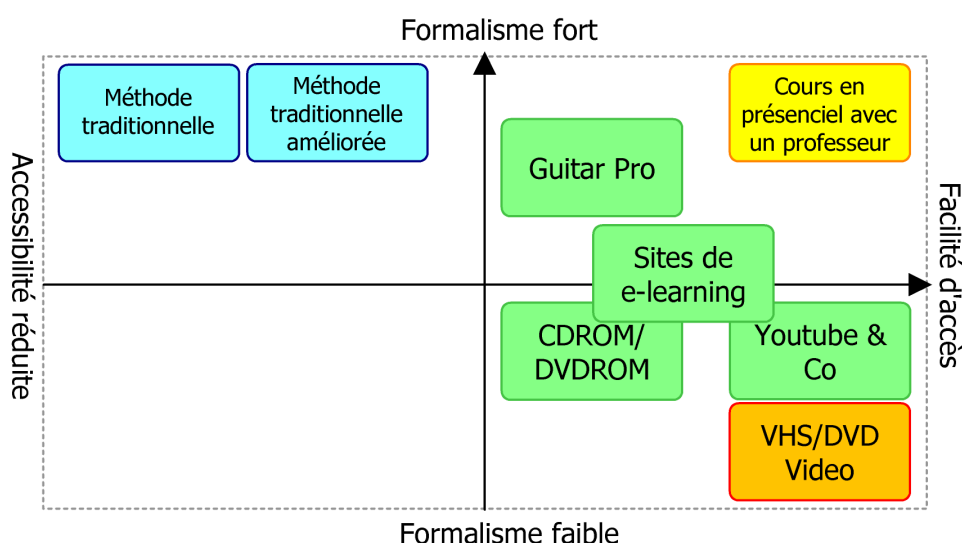 Formalisme fort
Méthode
traditionnelle
Méthode
traditionnelle
améliorée
Cours en
présenciel avec
un professeur
Guitar Pro
Accessibilité réduite
Facilité d'accès
Sites de
e-learning
CDROM/
DVDROM
Youtube &
Co
VHS/DVD
Video
Formalisme faible